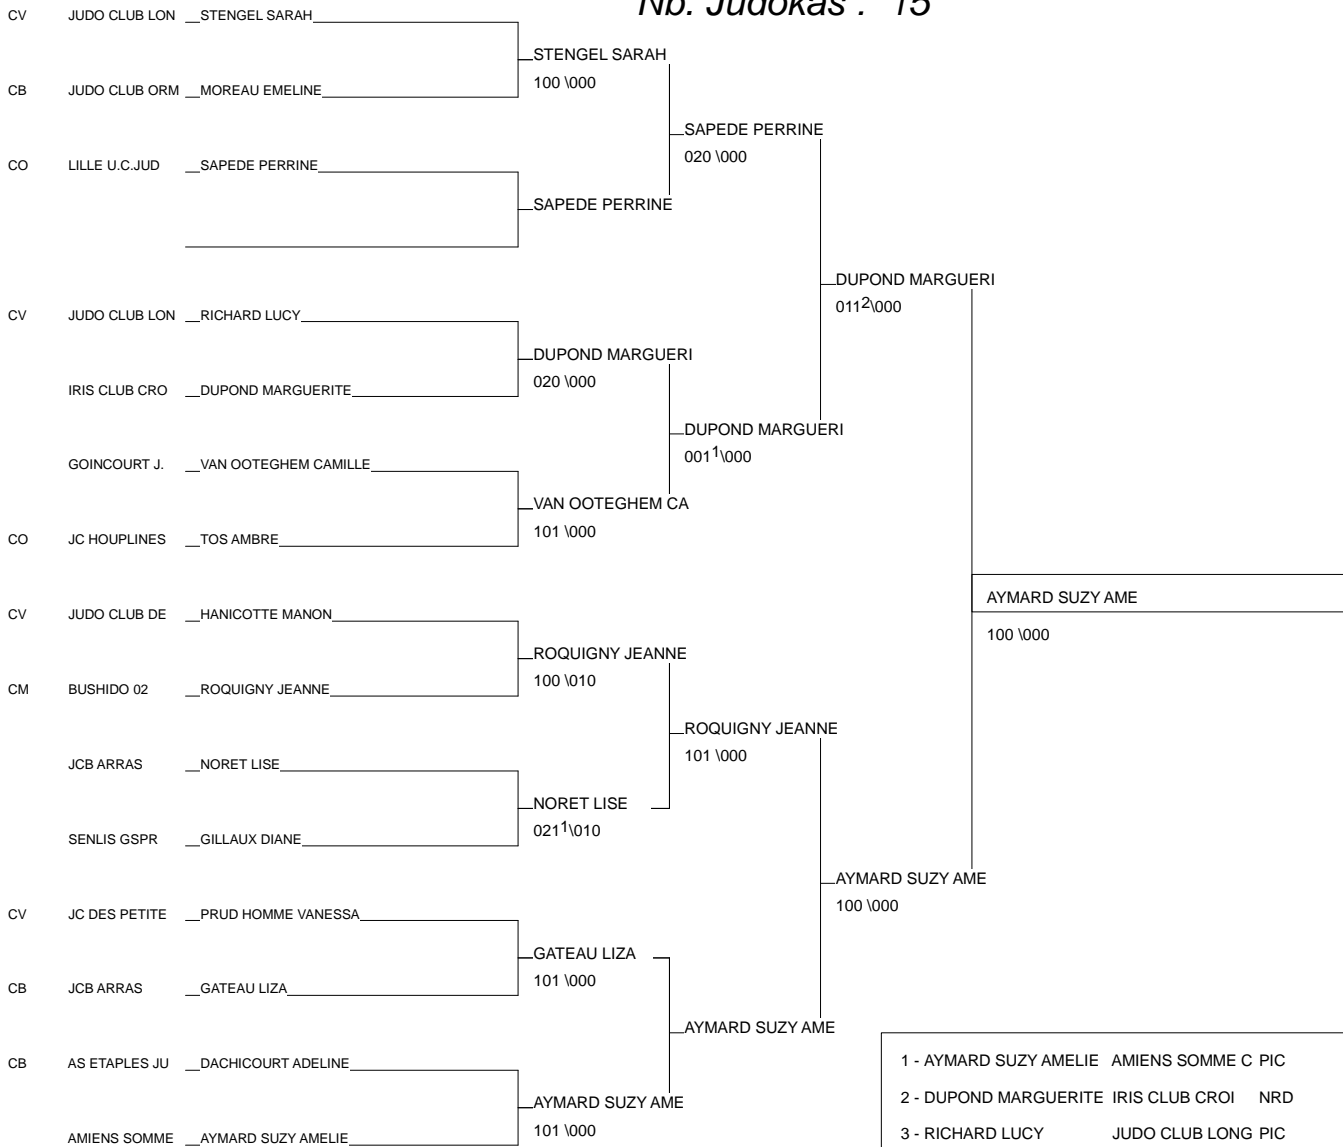 Nb. Judokas : 15
CV JUDO CLUB LON STENGEL SARAH
STENGEL SARAH
100 \000
CB JUDO CLUB ORM MOREAU EMELINE
SAPEDE PERRINE
020 \000
CO LILLE U.C.JUD SAPEDE PERRINE
SAPEDE PERRINE
DUPOND MARGUERI
0112\000
CV JUDO CLUB LON RICHARD LUCY
DUPOND MARGUERI
020 \000
IRIS CLUB CRO DUPOND MARGUERITE
DUPOND MARGUERI
0011\000
GOINCOURT J. VAN OOTEGHEM CAMILLE
VAN OOTEGHEM CA
101 \000
CO JC HOUPLINES TOS AMBRE
AYMARD SUZY AME
100 \000
CV JUDO CLUB DE HANICOTTE MANON
ROQUIGNY JEANNE
100 \010
CM BUSHIDO 02 ROQUIGNY JEANNE
ROQUIGNY JEANNE
101 \000
JCB ARRAS NORET LISE
NORET LISE
0211\010
SENLIS GSPR GILLAUX DIANE
AYMARD SUZY AME
100 \000
CV JC DES PETITE PRUD HOMME VANESSA
GATEAU LIZA
101 \000
CB JCB ARRAS GATEAU LIZA
AYMARD SUZY AME
CB AS ETAPLES JU DACHICOURT ADELINE
AYMARD SUZY AME
101 \000
AMIENS SOMME AYMARD SUZY AMELIE
1 - AYMARD SUZY AMELIE AMIENS SOMME C PIC
2 - DUPOND MARGUERITE IRIS CLUB CROI NRD
3 - RICHARD LUCY JUDO CLUB LONG PIC